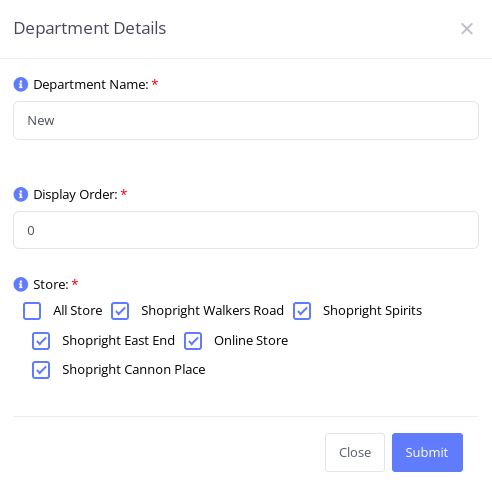 Department Details
Department Name: *
New
Display Order: *
0
Store: *
All Store Shopright Walkers Road Shopright Spirits
Shopright East End Online Store
Shopright Cannon Place
Close Submit